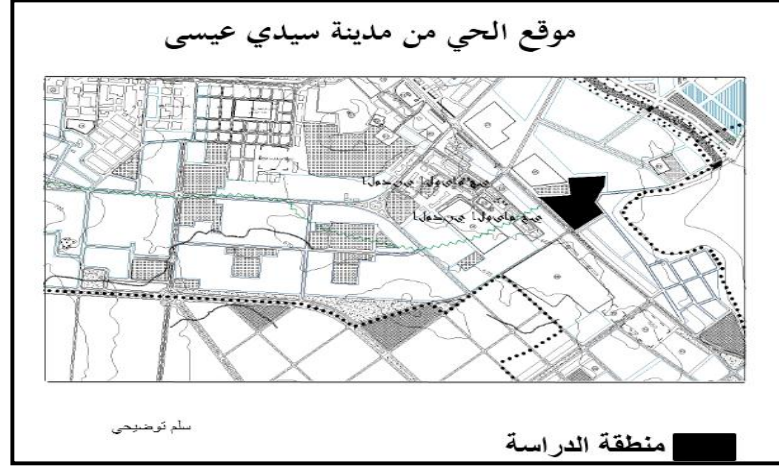 موقع الحي من مدينة سيدي عيسى
سلم توضيحي
منطقة الدراسة